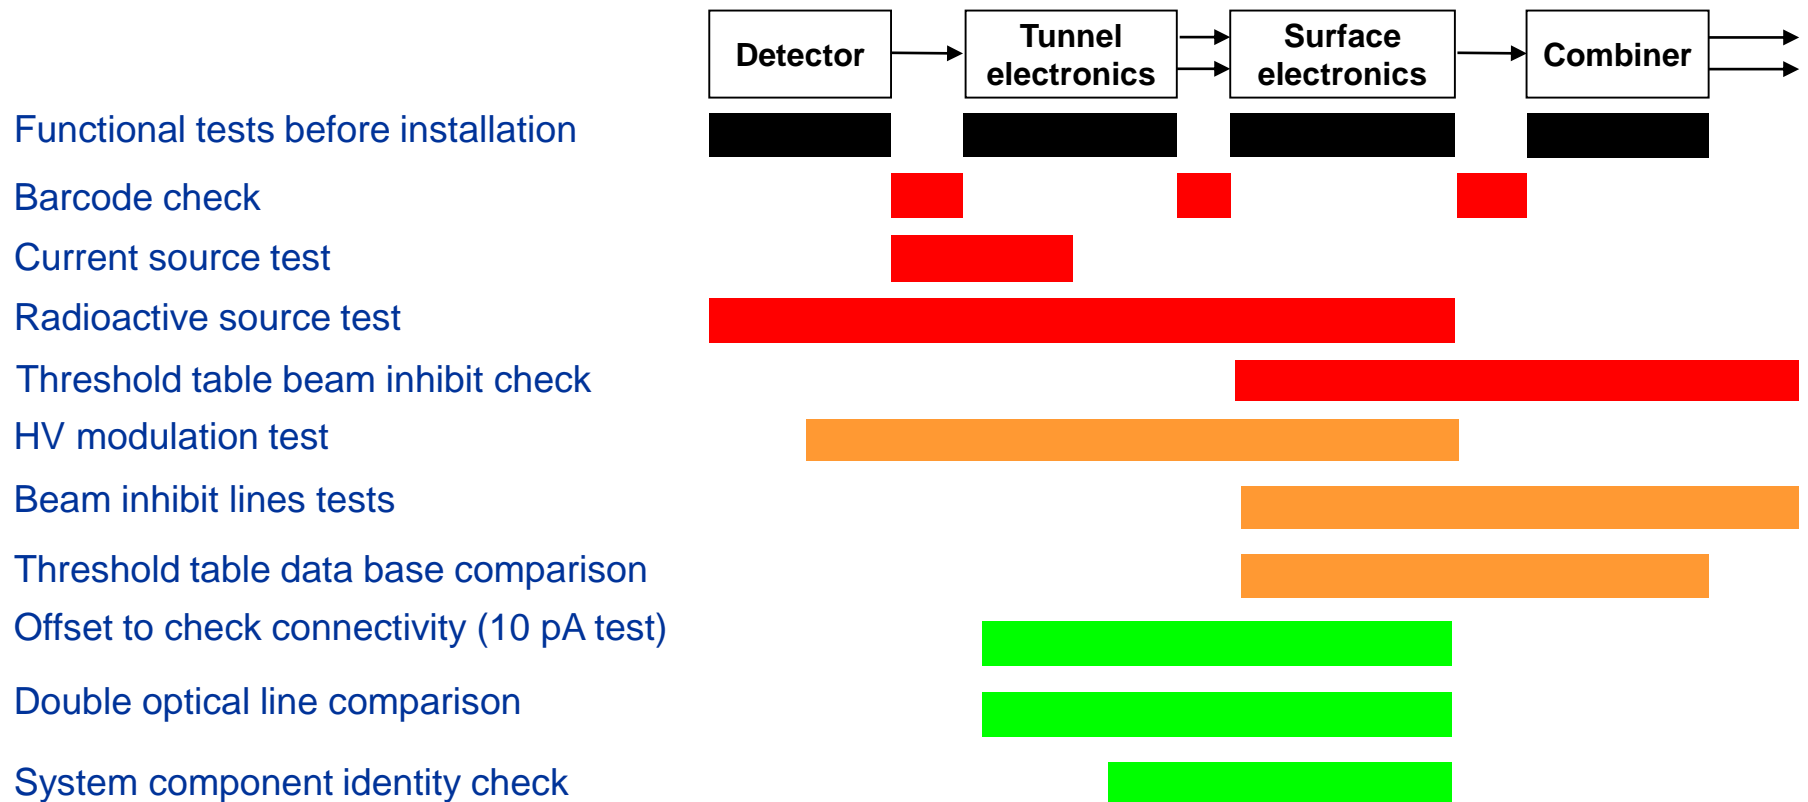 Detector
Tunnel
electronics
Surface
electronics
Combiner
Functional tests before installation
Barcode check
Current source test
Radioactive source test
Threshold table beam inhibit check
HV modulation test
Beam inhibit lines tests
Threshold table data base comparison
Offset to check connectivity (10 pA test)
Double optical line comparison
System component identity check